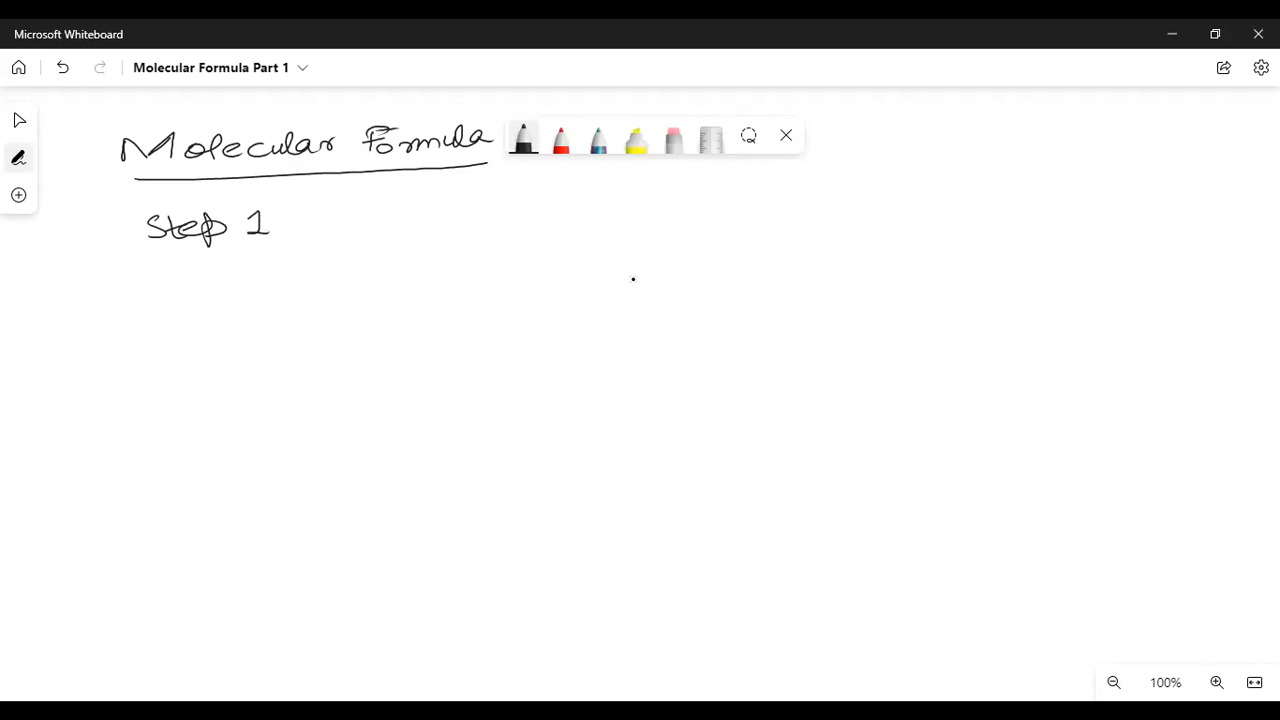 Microsoft Whiteboard
Molecular Formula Part 1
Molecular Formula
Step 1
100%